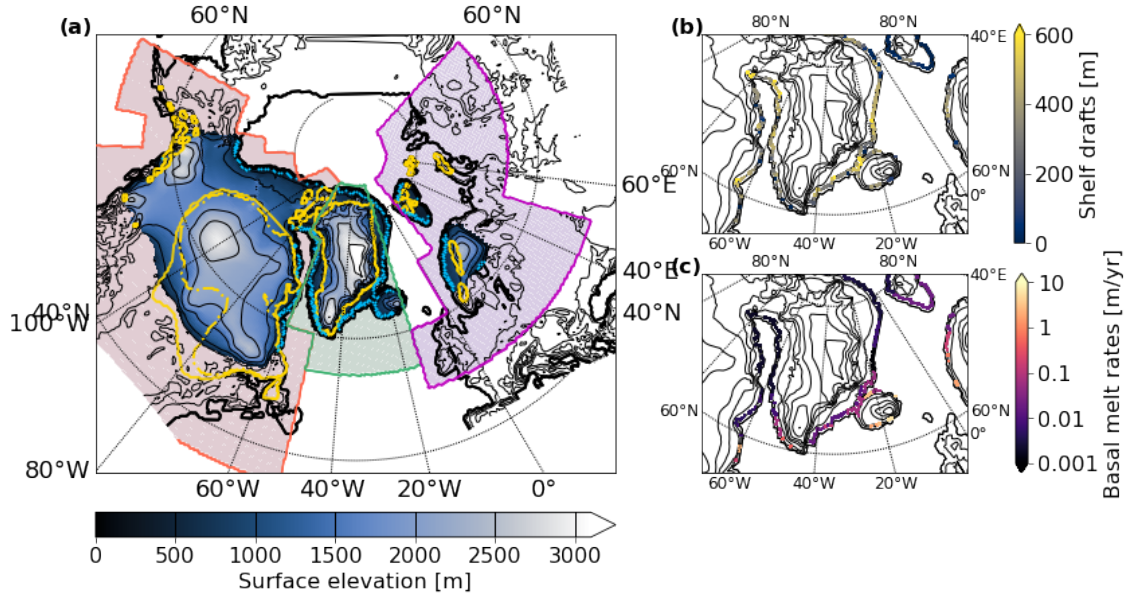 (a)
60°N
60°N
60°E
40°E
40°N
40°N
100°W
80°W
60°W
40°W
20°W
0°
0
500
1000
1500
2000
2500
3000
Surface elevation [m]
(b)
80°N
80°N
40°E
60°N
60°N
0°
60°W
40°W
20°W
600
400
200
0
Shelf drafts [m]
(c)
80°N
80°N
40°E
60°N
60°N
0°
60°W
40°W
20°W
10
1
0.1
0.01
0.001
Basal melt rates [m/yr]